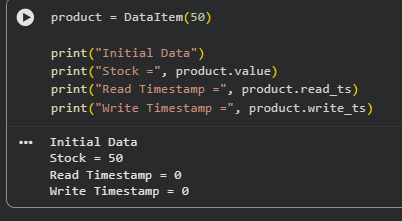 product = DataItem(50)
print("Initial Data")
print("Stock =", product.value)
print("Read Timestamp =", product.read_ts)
print("Write Timestamp =", product.write_ts)
Initial Data
Stock = 50
Read Timestamp = 0
Write Timestamp = 0